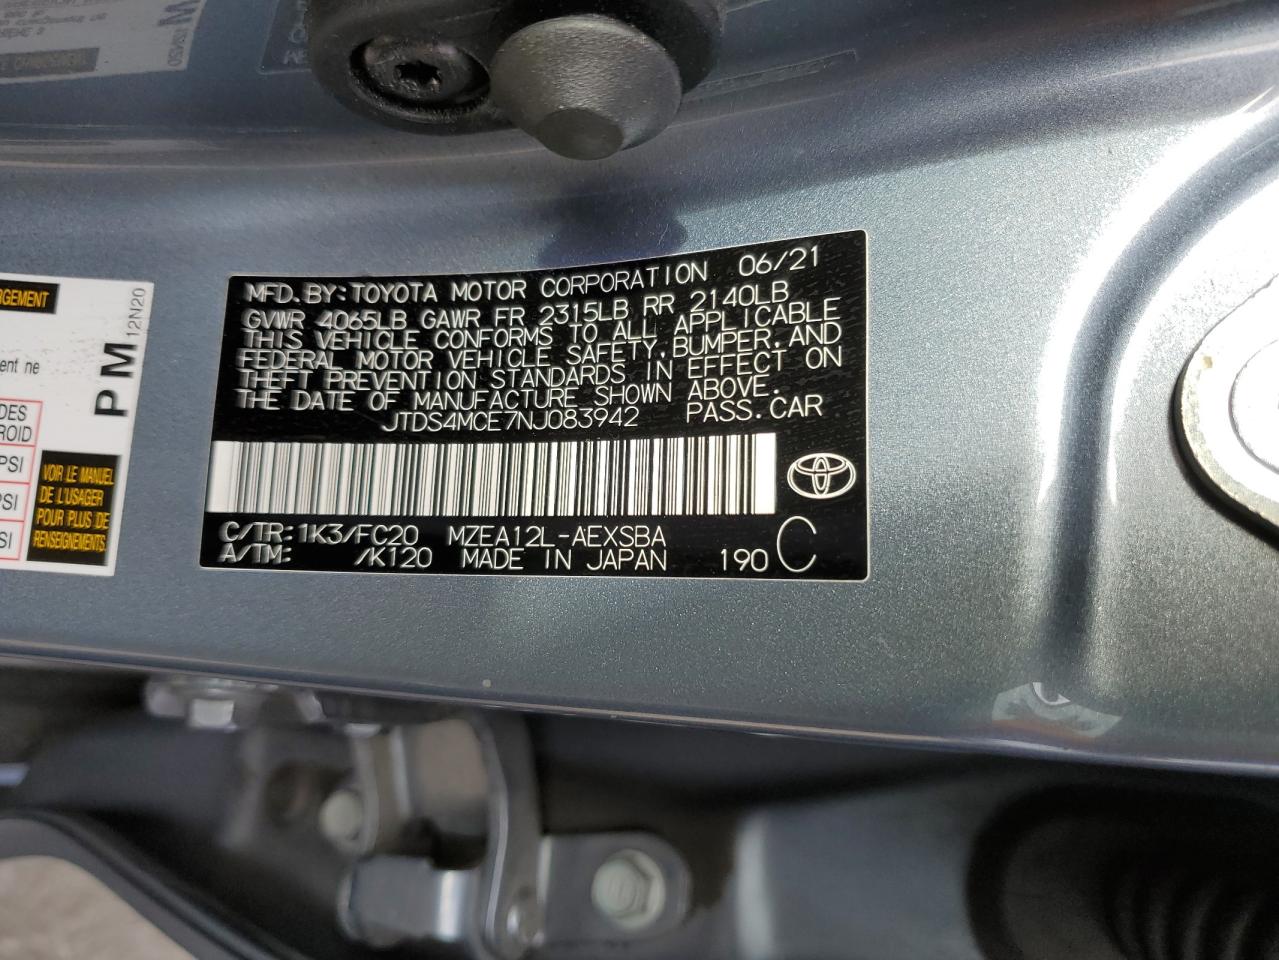 MFD. BY: TOYOTA MOTOR CORPORATION 06/21
GVWR 4065LB GAWR FR 2315LB RR 2140LB
THIS VEHICLE CONFORMS TO ALL APPLICABLE
FEDERAL MOTOR VEHICLE SAFETY, BUMPER, AND
THEFT PREVENTION STANDARDS IN EFFECT ON
THE DATE OF MANUFACTURE SHOWN ABOVE.
JTDS4MCE7NJ083942 PASS. CAR
C/TR: 1K3/FC20 MZEA12L-AEXSBA
A/TM: /K120 MADE IN JAPAN 190 C
PM
12N20
VOIR LE MANUEL
DE L'USAGER
POUR PLUS DE
RENSEIGNEMENTS
ent ne
PSI